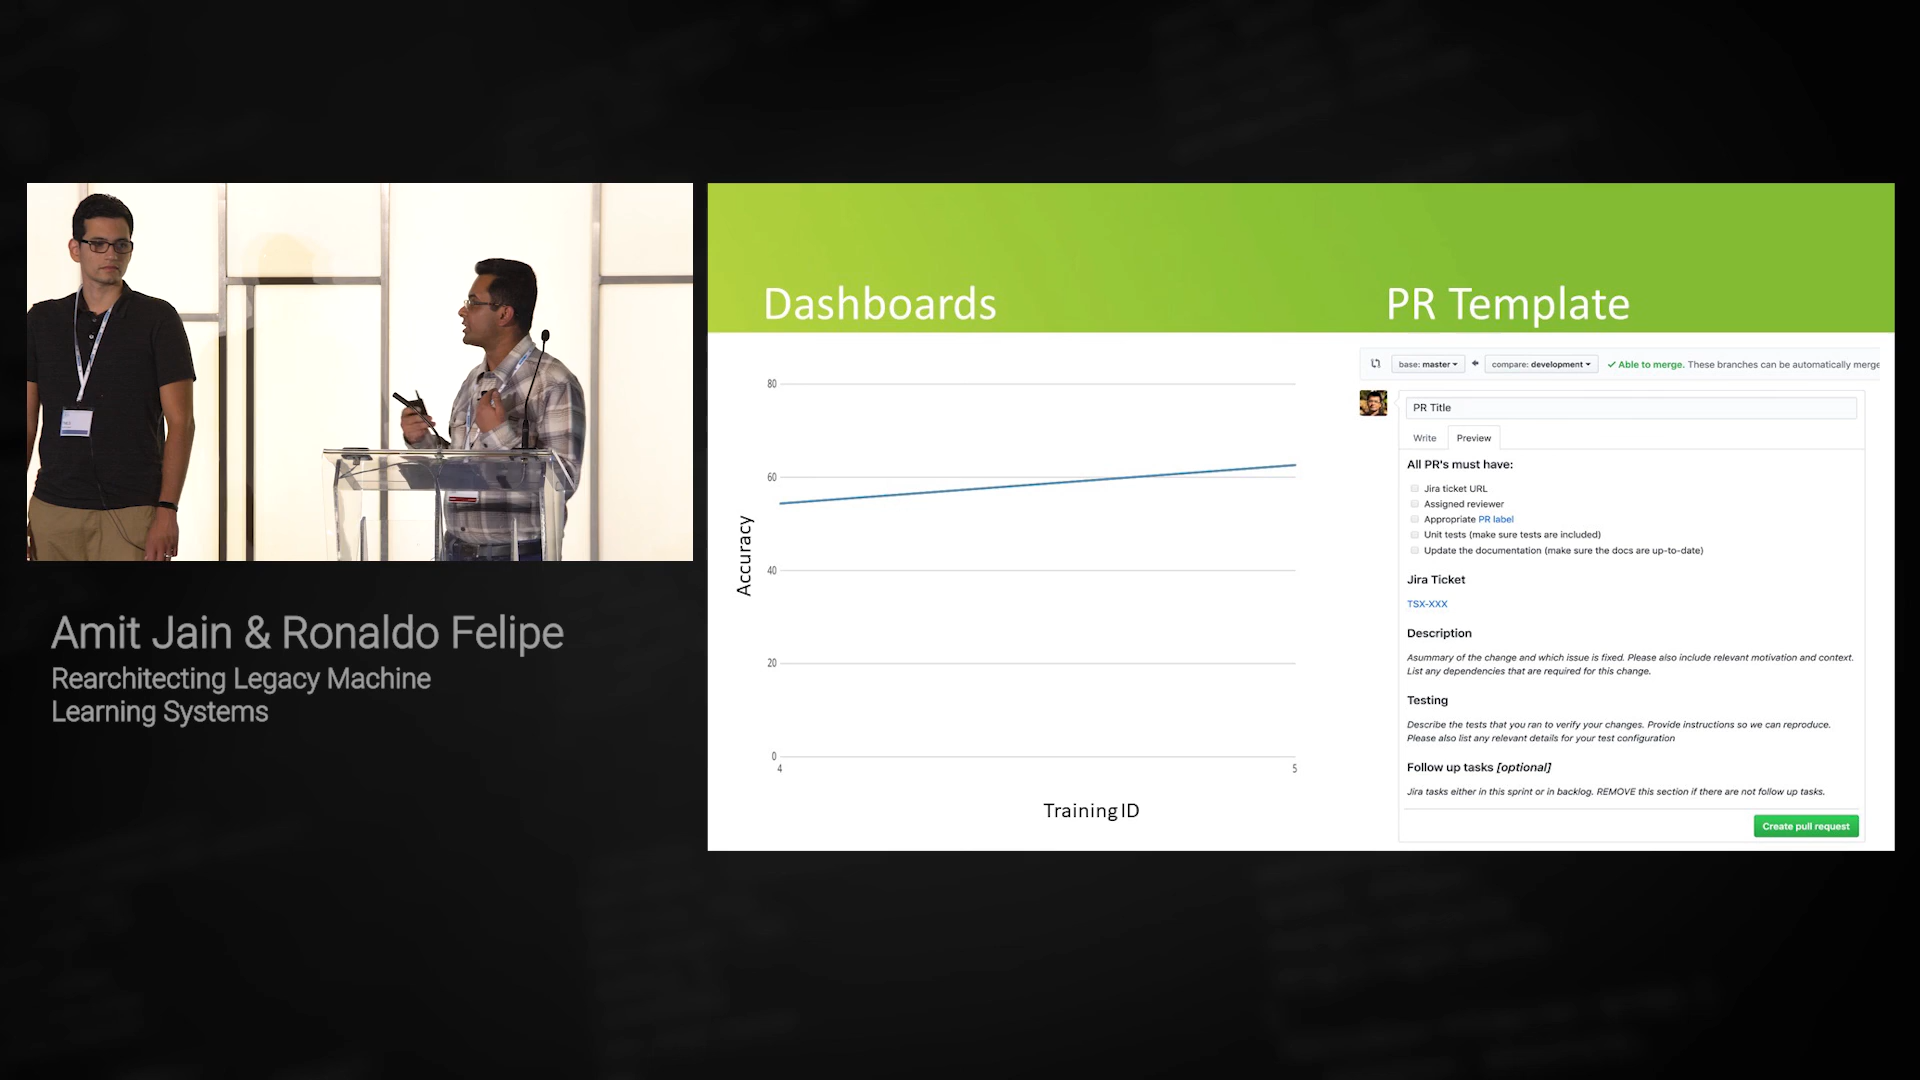 Dashboards
PR Template
80
60
40
20
0
4
5
Accuracy
Training ID
base: master
compare: development
Able to merge. These branches can be automatically merge
PR Title
Write
Preview
All PR's must have:
Jira ticket URL
Assigned reviewer
Appropriate PR label
Unit tests (make sure tests are included)
Update the documentation (make sure the docs are up-to-date)
Jira Ticket
TSX-XXX
Description
Asummary of the change and which issue is fixed. Please also include relevant motivation and context.
List any dependencies that are required for this change.
Testing
Describe the tests that you ran to verify your changes. Provide instructions so we can reproduce.
Please also list any relevant details for your test configuration
Follow up tasks [optional]
Jira tasks either in this sprint or in backlog. REMOVE this section if there are not follow up tasks.
Create pull request
Amit Jain & Ronaldo Felipe
Rearchitecting Legacy Machine
Learning Systems